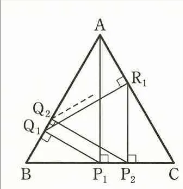 A
R₁
Q₂
Q₁
B P₁ P₂ C